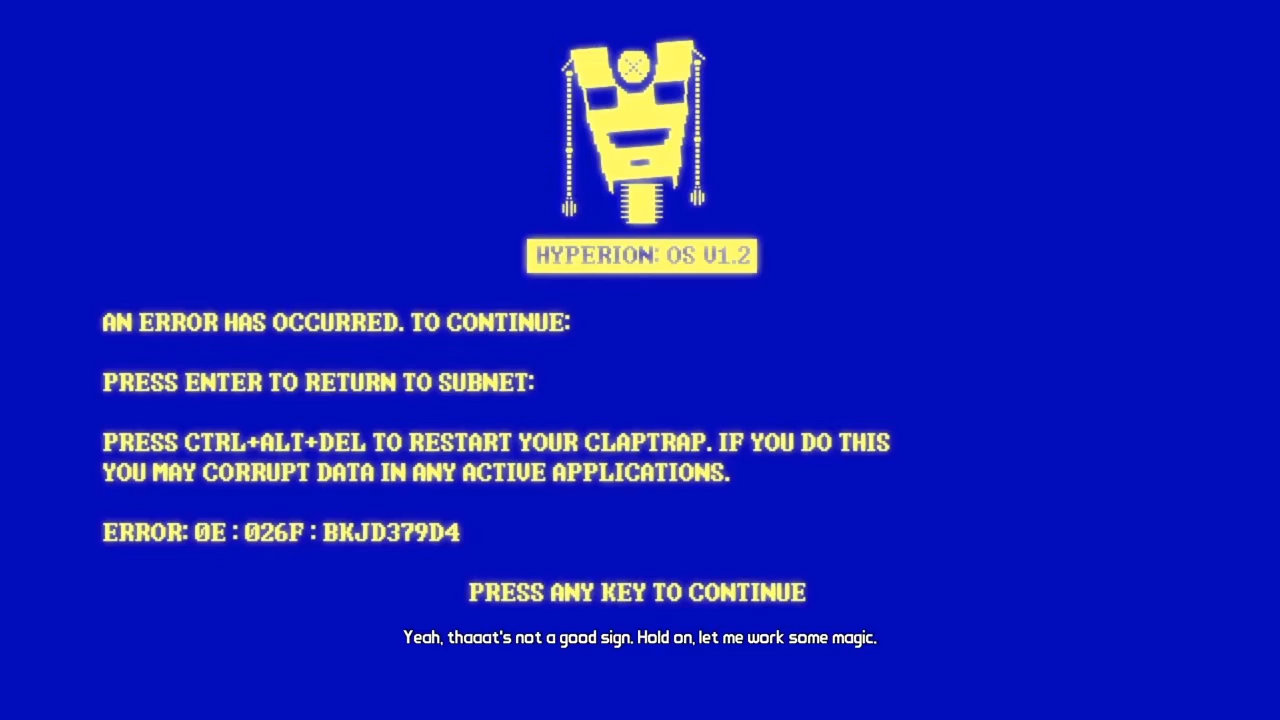 HYPERION: OS V1.2
AN ERROR HAS OCCURRED. TO CONTINUE:
PRESS ENTER TO RETURN TO SUBNET:
PRESS CTRL+ALT+DEL TO RESTART YOUR CLAPTRAP. IF YOU DO THIS
YOU MAY CORRUPT DATA IN ANY ACTIVE APPLICATIONS.
ERROR: 0E : 026F : BKJD379D4
PRESS ANY KEY TO CONTINUE
Yeah, thaaat's not a good sign. Hold on, let me work some magic.